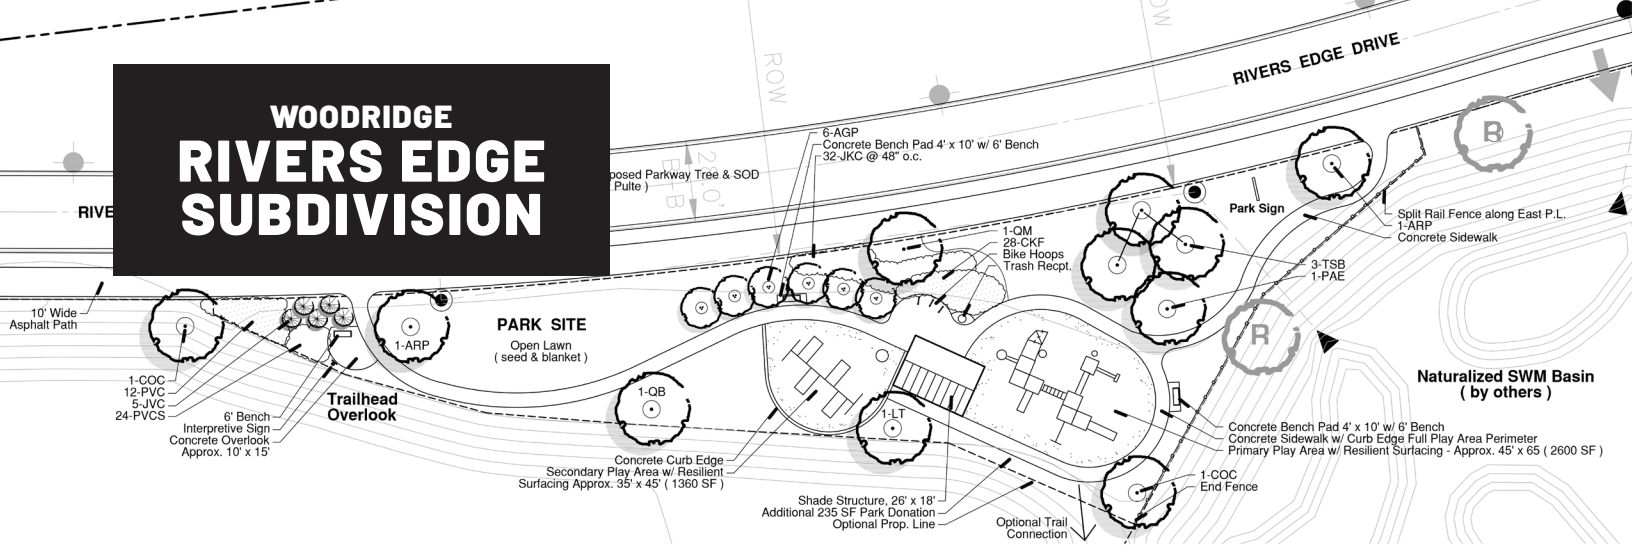 WOODRIDGE
RIVERS EDGE
SUBDIVISION
ROW
ROW
RIVERS EDGE DRIVE
22.0'
B-B
6-AGP
Concrete Bench Pad 4' x 10' w/ 6' Bench
32-JKC @ 48" o.c.
posed Parkway Tree & SOD
Pulte )
RIVE
R
Park Sign
Split Rail Fence along East P.L.
1-ARP
Concrete Sidewalk
1-QM
28-CKF
Bike Hoops
Trash Recpt.
3-TSB
1-PAE
10' Wide
Asphalt Path
PARK SITE
Open Lawn
( seed & blanket )
1-ARP
R
1-COC
12-PVC
5-JVC
24-PVCS
Trailhead
Overlook
6' Bench
Interpretive Sign
Concrete Overlook
Approx. 10' x 15'
1-QB
1-LT
Naturalized SWM Basin
( by others )
Concrete Bench Pad 4' x 10' w/ 6' Bench
Concrete Sidewalk w/ Curb Edge Full Play Area Perimeter
Primary Play Area w/ Resilient Surfacing - Approx. 45' x 65 ( 2600 SF )
Concrete Curb Edge
Secondary Play Area w/ Resilient
Surfacing Approx. 35' x 45' ( 1360 SF )
1-COC
End Fence
Shade Structure, 26' x 18'
Additional 235 SF Park Donation
Optional Prop. Line
Optional Trail
Connection